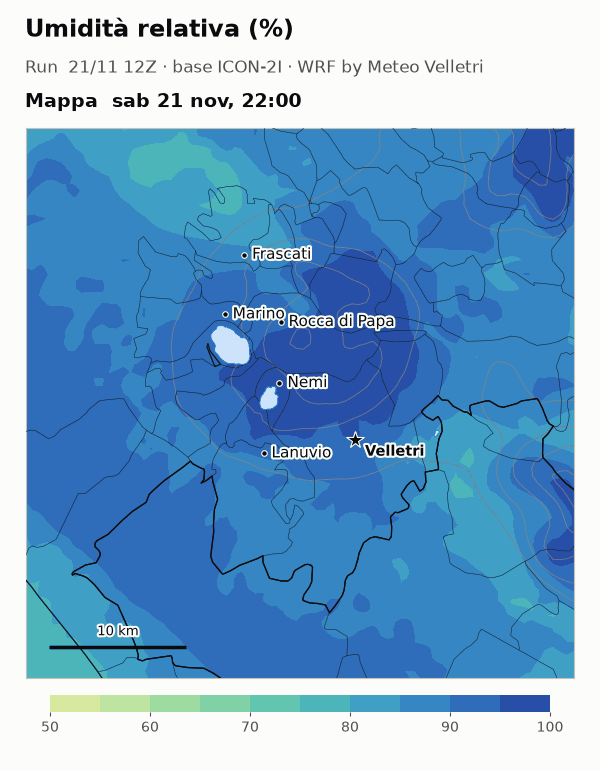 Umidità relativa (%)
Run  21/11 12Z · base ICON-2I · WRF by Meteo Velletri
Mappa  sab 21 nov, 22:00
Frascati
Marino
Rocca di Papa
Nemi
Velletri
Lanuvio
10 km
50 60 70 80 90 100